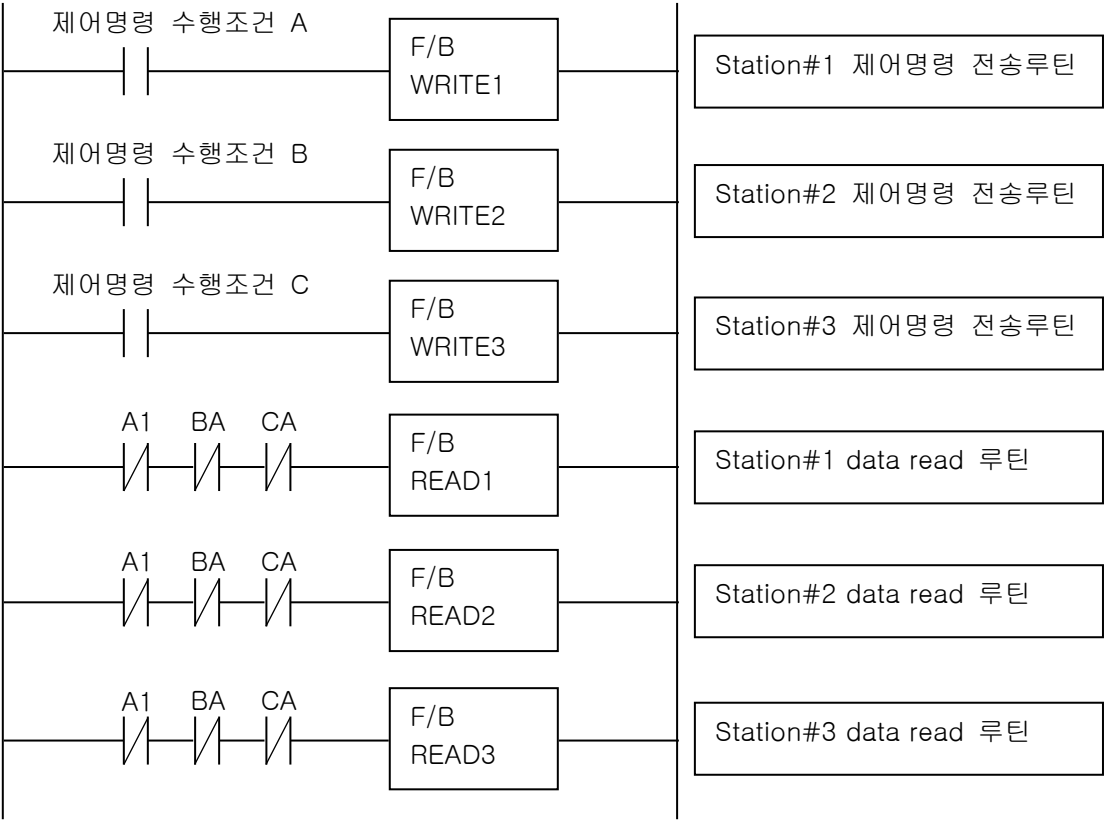 제어명령 수행조건 A
F/B
WRITE1
Station#1 제어명령 전송루틴
제어명령 수행조건 B
F/B
WRITE2
Station#2 제어명령 전송루틴
제어명령 수행조건 C
F/B
WRITE3
Station#3 제어명령 전송루틴
A1 BA CA
F/B
READ1
Station#1 data read 루틴
A1 BA CA
F/B
READ2
Station#2 data read 루틴
A1 BA CA
F/B
READ3
Station#3 data read 루틴